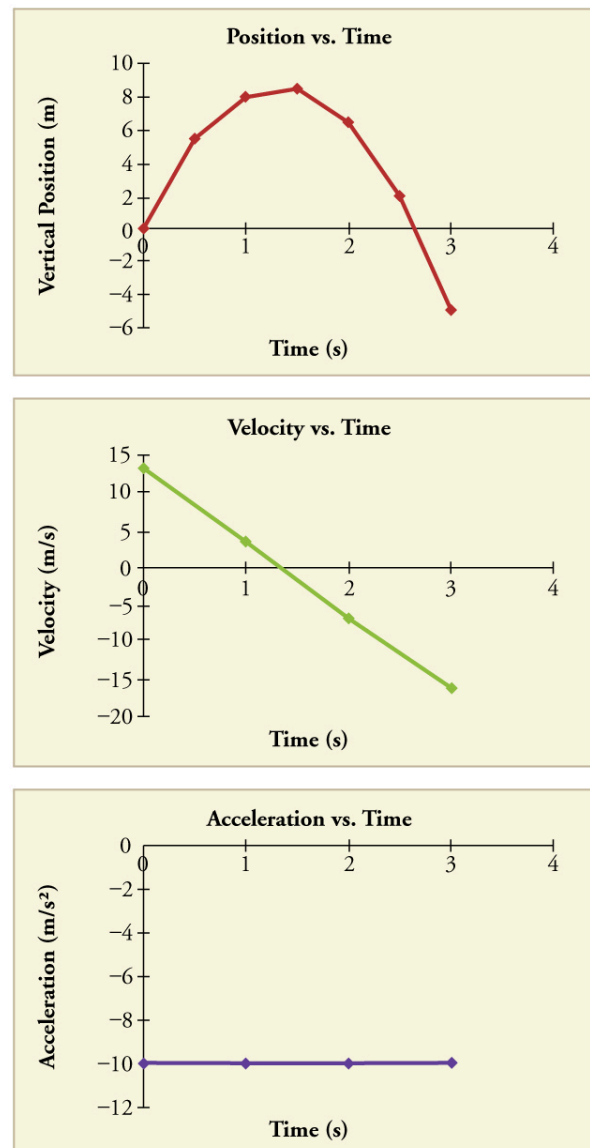 Position vs. Time
Vertical Position (m)
10
8
6
4
2
0
−2
−4
−6
0 1 2 3 4
Time (s)
Velocity vs. Time
Velocity (m/s)
15
10
5
0
−5
−10
−15
−20
0 1 2 3 4
Time (s)
Acceleration vs. Time
Acceleration (m/s²)
0
−2
−4
−6
−8
−10
−12
0 1 2 3 4
Time (s)